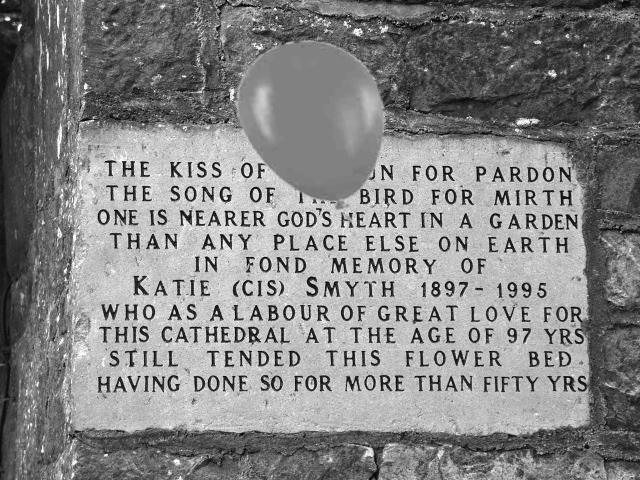 THE KISS OF UN FOR PARDON
THE SONG OF THE BIRD FOR MIRTH
ONE IS NEARER GOD'S HEART IN A GARDEN
THAN ANY PLACE ELSE ON EARTH
IN FOND MEMORY OF
KATIE (CIS) SMYTH 1897-1995
WHO AS A LABOUR OF GREAT LOVE FOR
THIS CATHEDRAL AT THE AGE OF 97 YRS
STILL TENDED THIS FLOWER BED
HAVING DONE SO FOR MORE THAN FIFTY YRS